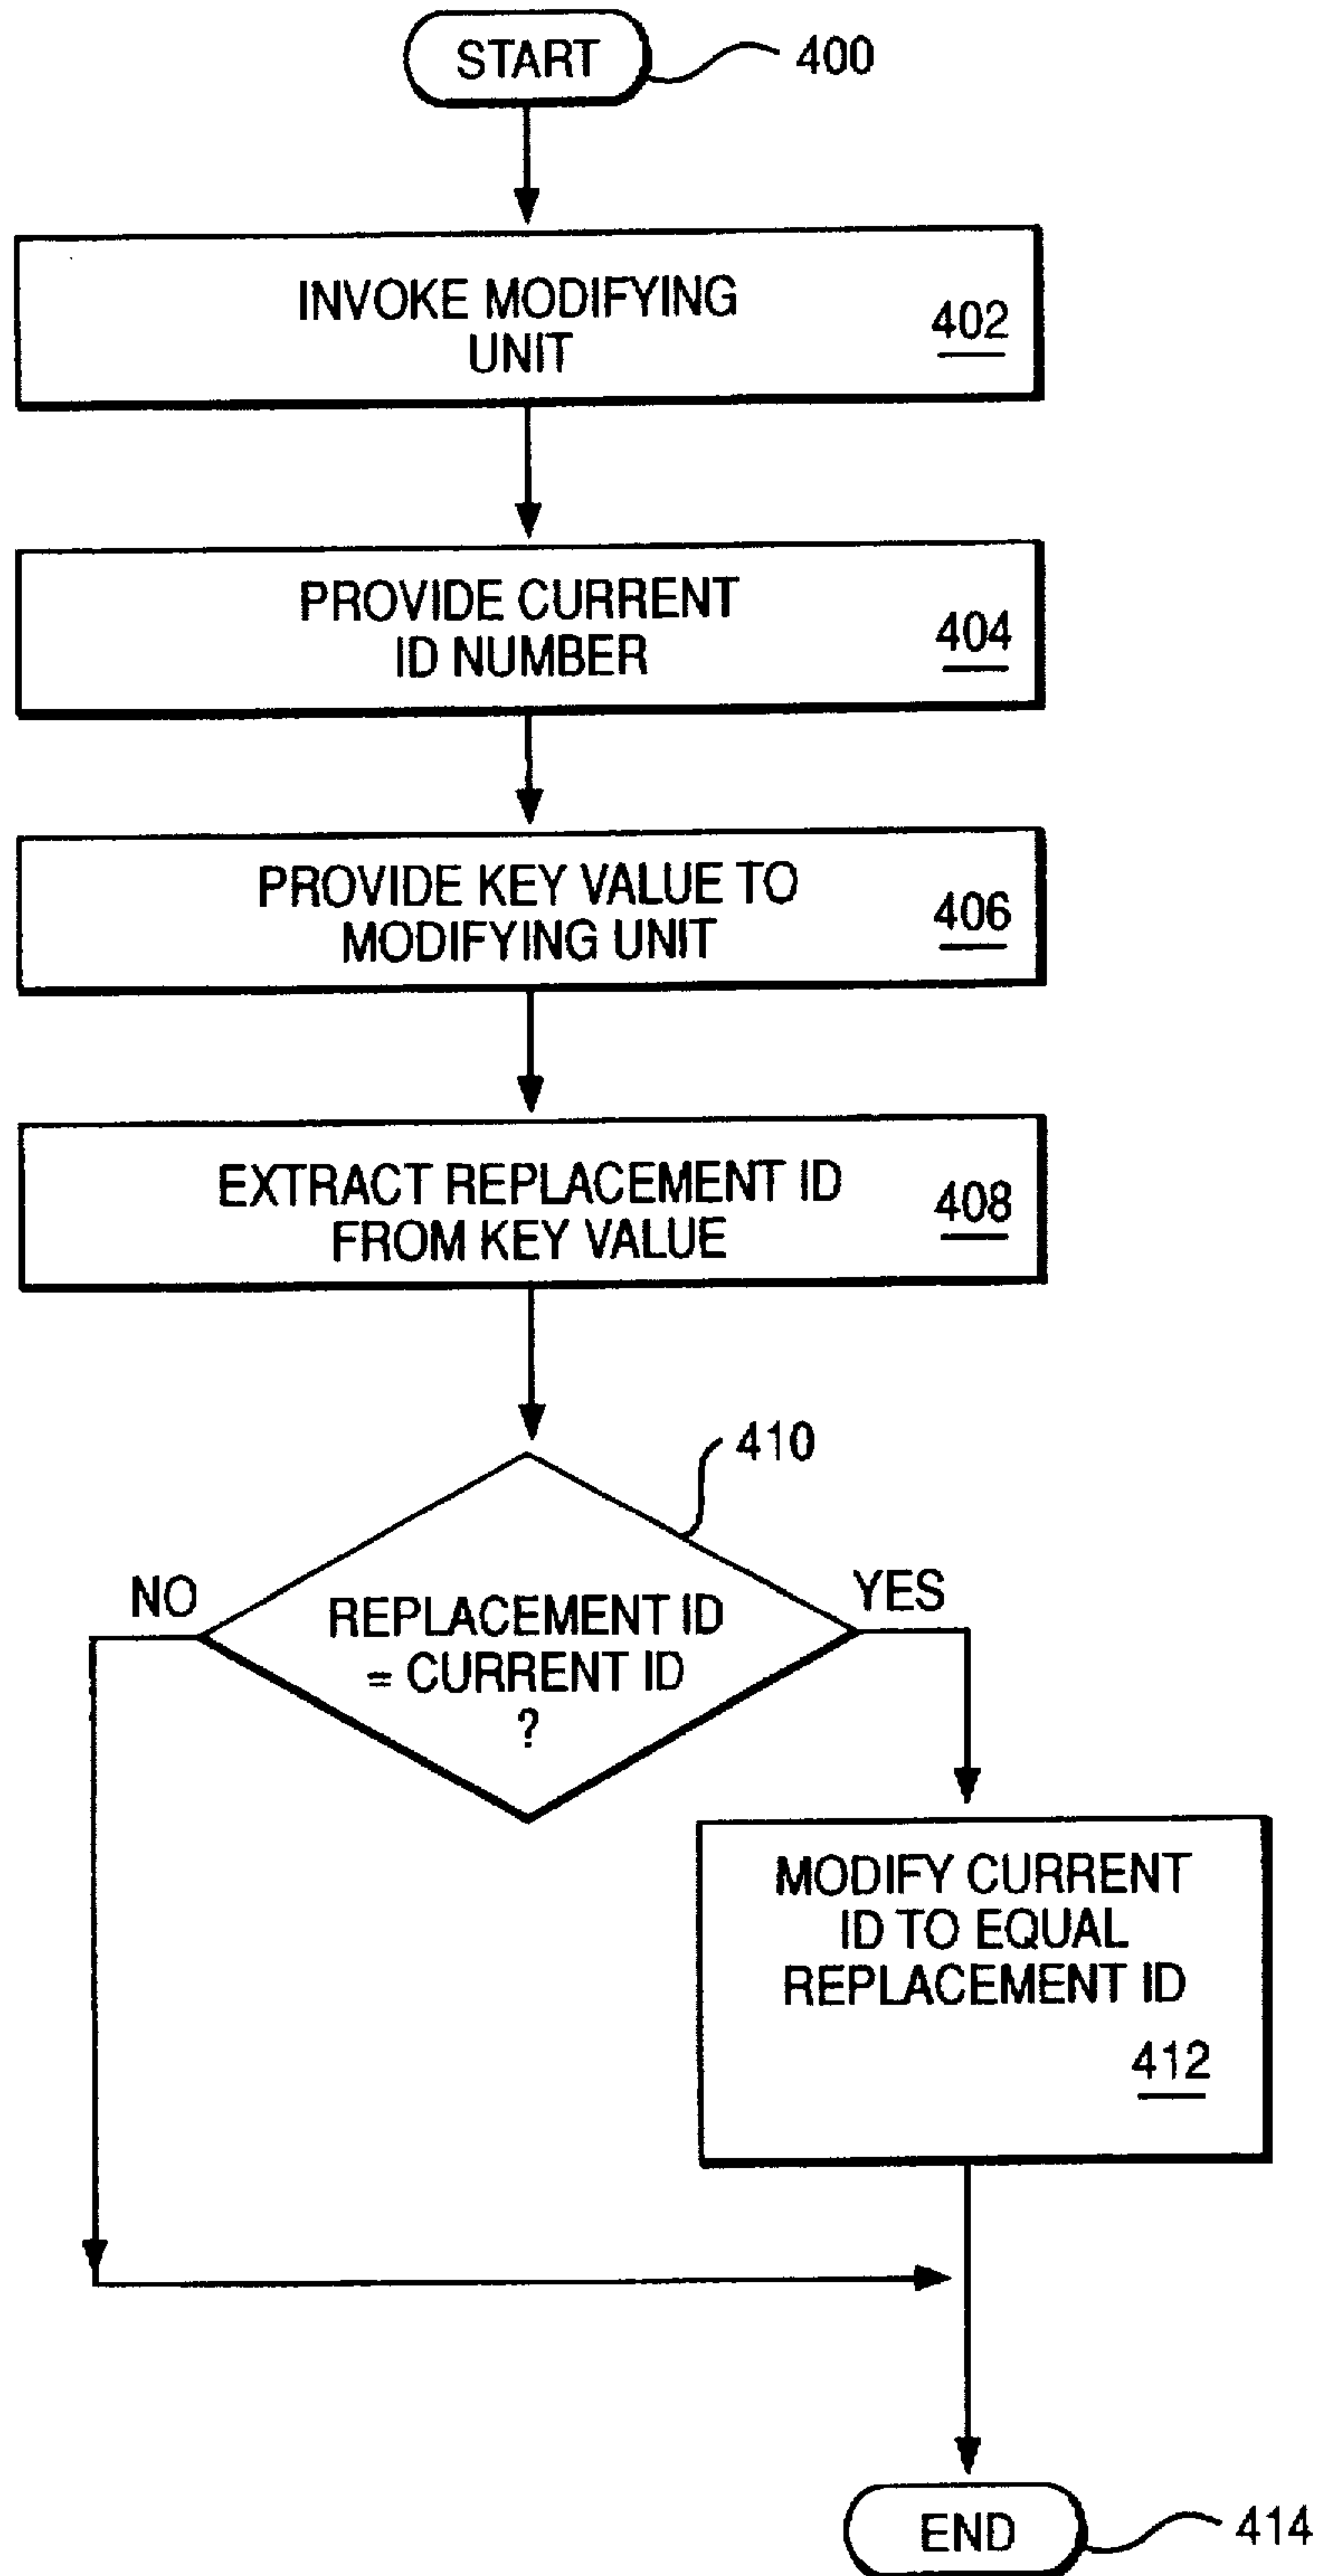 START
400
INVOKE MODIFYING
UNIT
402
PROVIDE CURRENT
ID NUMBER
404
PROVIDE KEY VALUE TO
MODIFYING UNIT
406
EXTRACT REPLACEMENT ID
FROM KEY VALUE
408
410
NO
YES
REPLACEMENT ID
= CURRENT ID
?
MODIFY CURRENT
ID TO EQUAL
REPLACEMENT ID
412
END
414